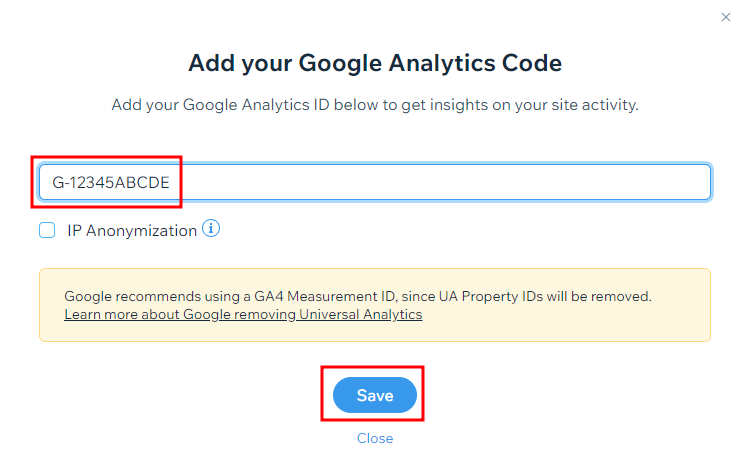 Add your Google Analytics Code
Add your Google Analytics ID below to get insights on your site activity.
G-12345ABCDE
IP Anonymization
Google recommends using a GA4 Measurement ID, since UA Property IDs will be removed.
Learn more about Google removing Universal Analytics
Save
Close